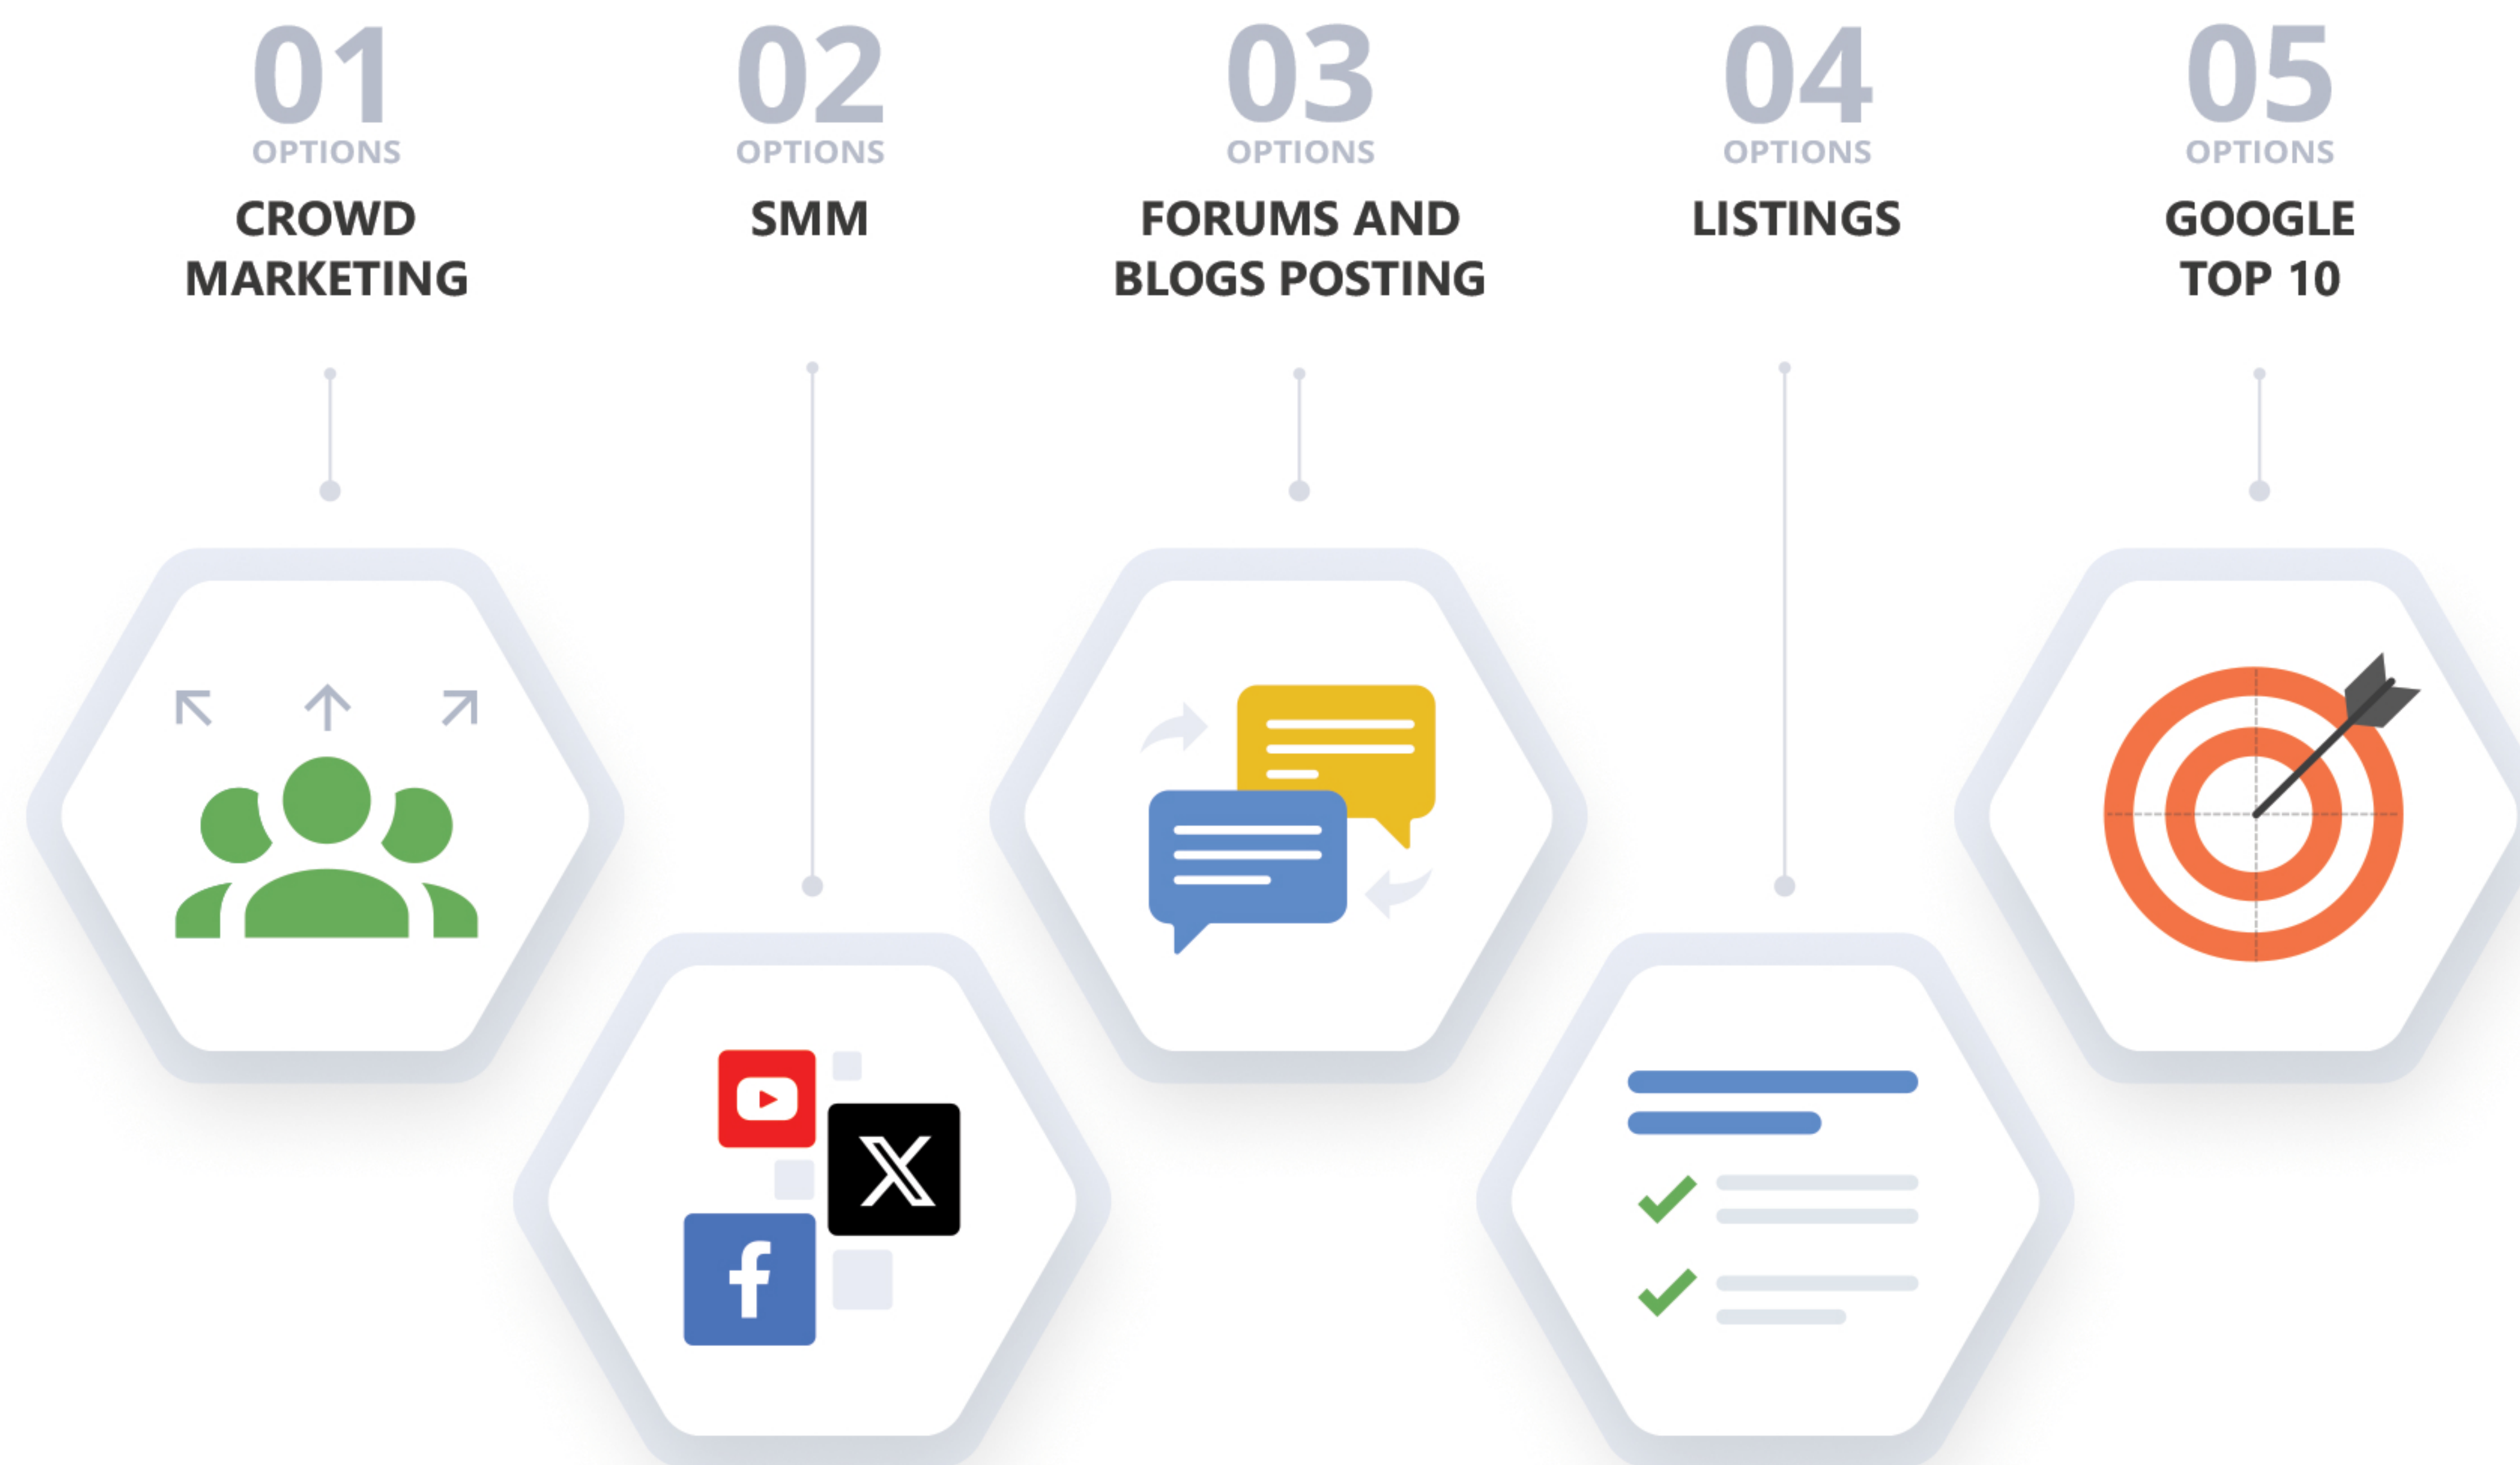 01
OPTIONS
CROWD
MARKETING
02
OPTIONS
SMM
03
OPTIONS
FORUMS AND
BLOGS POSTING
04
OPTIONS
LISTINGS
05
OPTIONS
GOOGLE
TOP 10